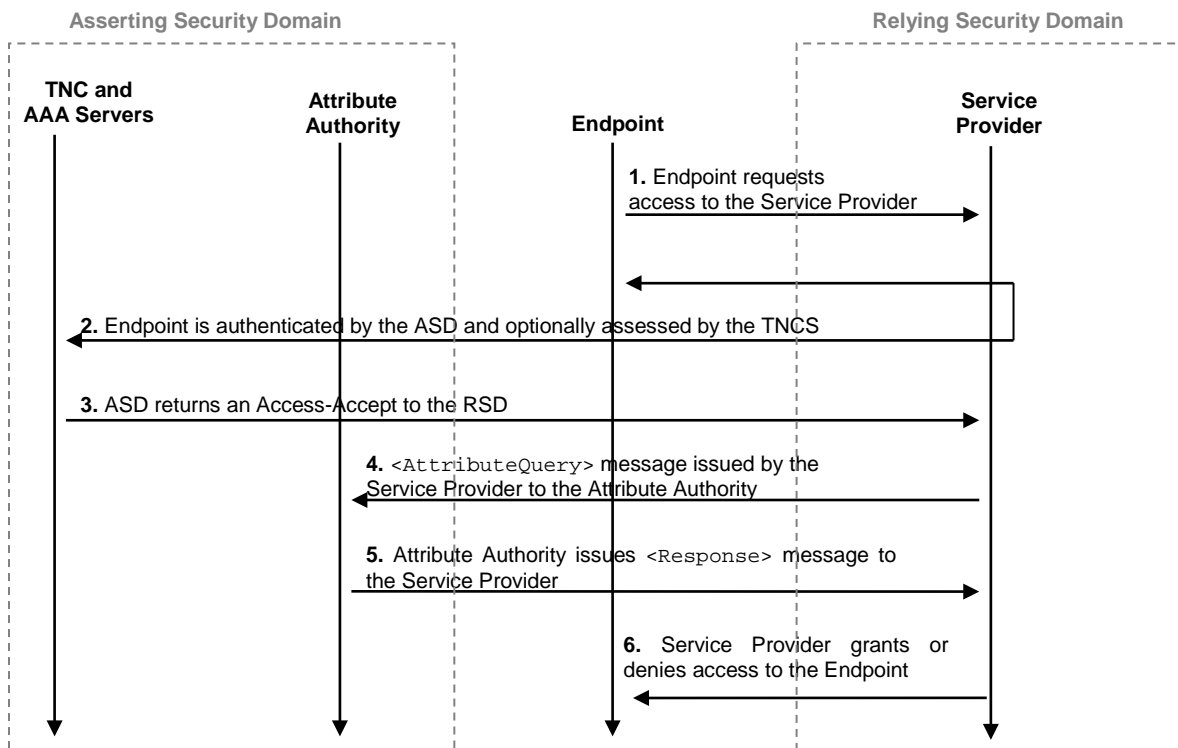 Asserting Security Domain
Relying Security Domain
TNC and
AAA Servers
Attribute
Authority
Endpoint
Service
Provider
1. Endpoint requests
access to the Service Provider
2. Endpoint is authenticated by the ASD and optionally assessed by the TNCS
3. ASD returns an Access-Accept to the RSD
4. <AttributeQuery> message issued by the
Service Provider to the Attribute Authority
5. Attribute Authority issues <Response> message to
the Service Provider
6. Service Provider grants or
denies access to the Endpoint